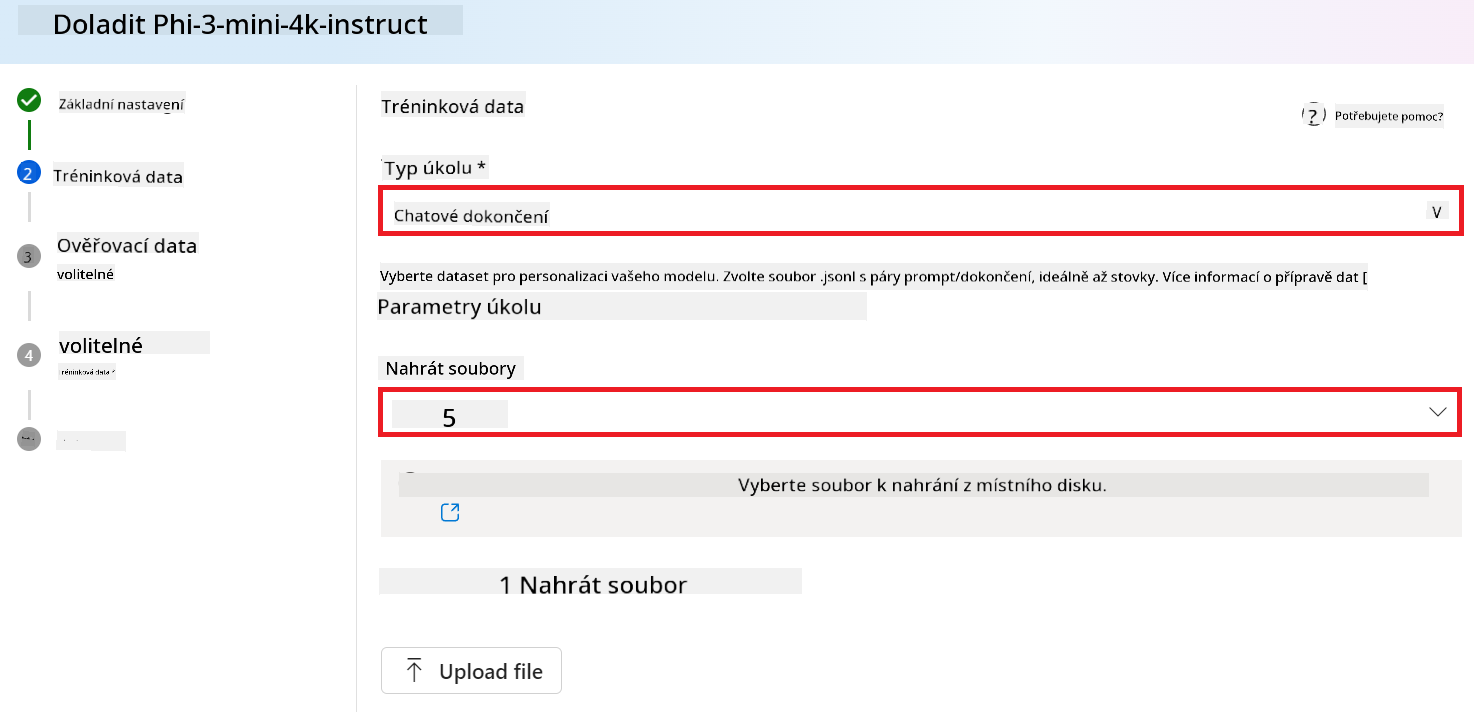 Doladit Phi-3-mini-4k-instruct
Základní nastavení
2 Tréninková data
3 Ověřovací data
volitelné
4 volitelné
Tréninková data *
Tréninková data
? Potřebujete pomoc?
Typ úkolu *
Chatové dokončení V
Vyberte dataset pro personalizaci vašeho modelu. Zvolte soubor .jsonl s páry prompt/dokončení, ideálně až stovky. Více informací o přípravě dat [
Parametry úkolu
Nahrát soubory
5
Vyberte soubor k nahrání z místního disku.
1 Nahrát soubor
Upload file